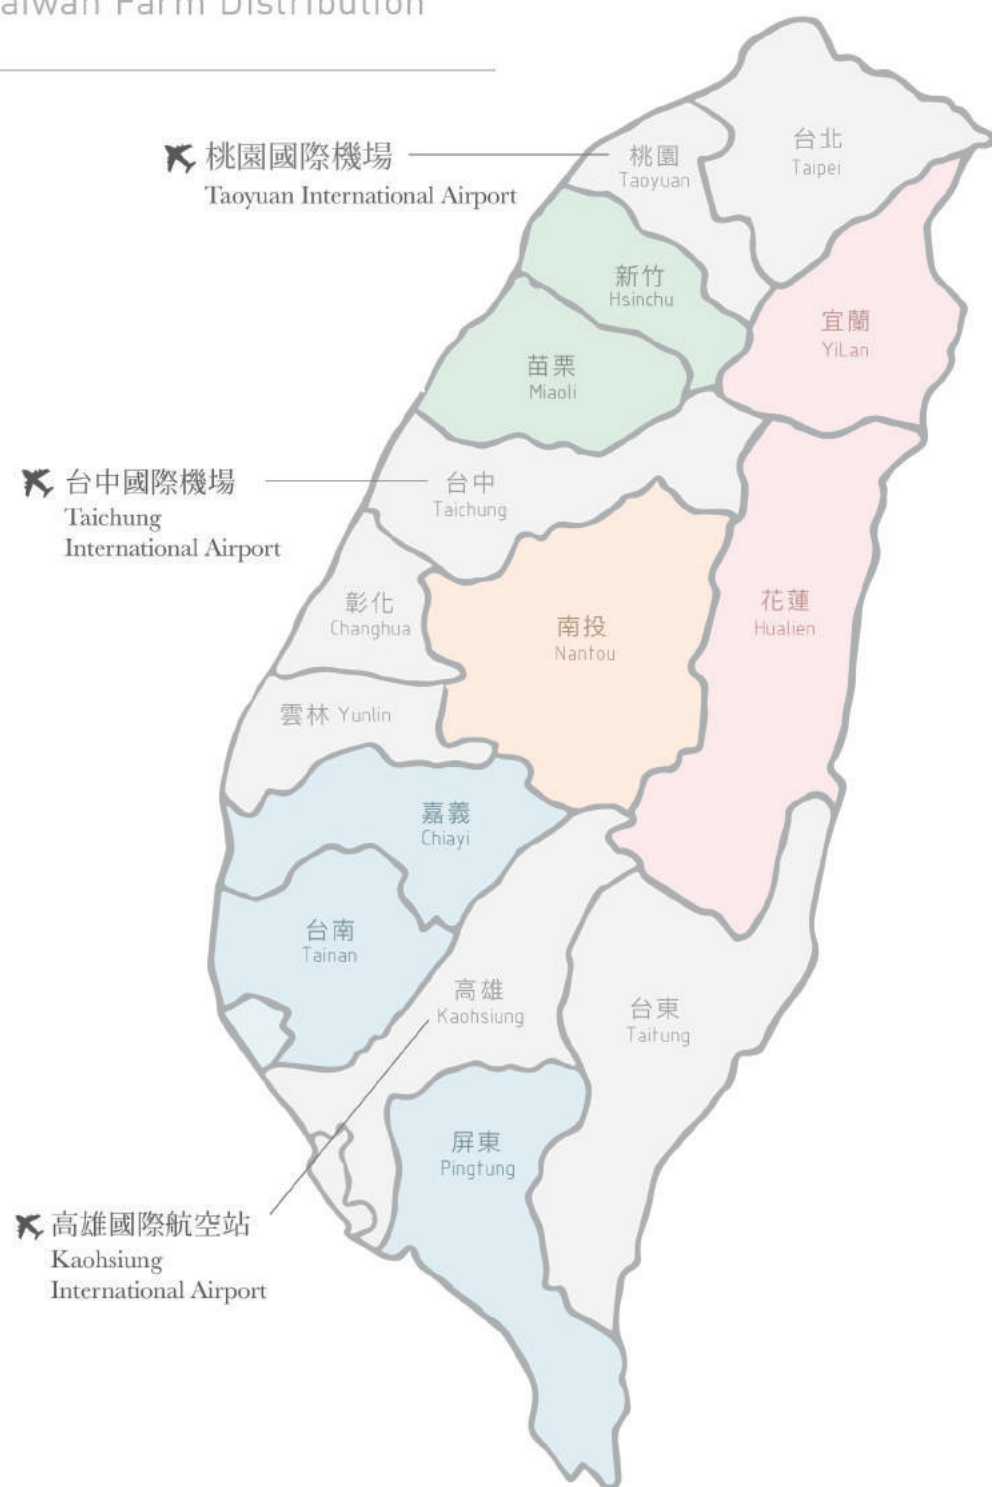 aiwan Farm Distribution
桃園國際機場
Taoyuan International Airport
桃園
Taoyuan
台北
Taipei
新竹
Hsinchu
宜蘭
YiLan
苗栗
Miaoli
台中國際機場
Taichung
International Airport
台中
Taichung
彰化
Changhua
南投
Nantou
花蓮
Hualien
雲林 Yunlin
嘉義
Chiayi
台南
Tainan
高雄
Kaohsiung
台東
Taitung
屏東
Pingtung
高雄國際航空站
Kaohsiung
International Airport